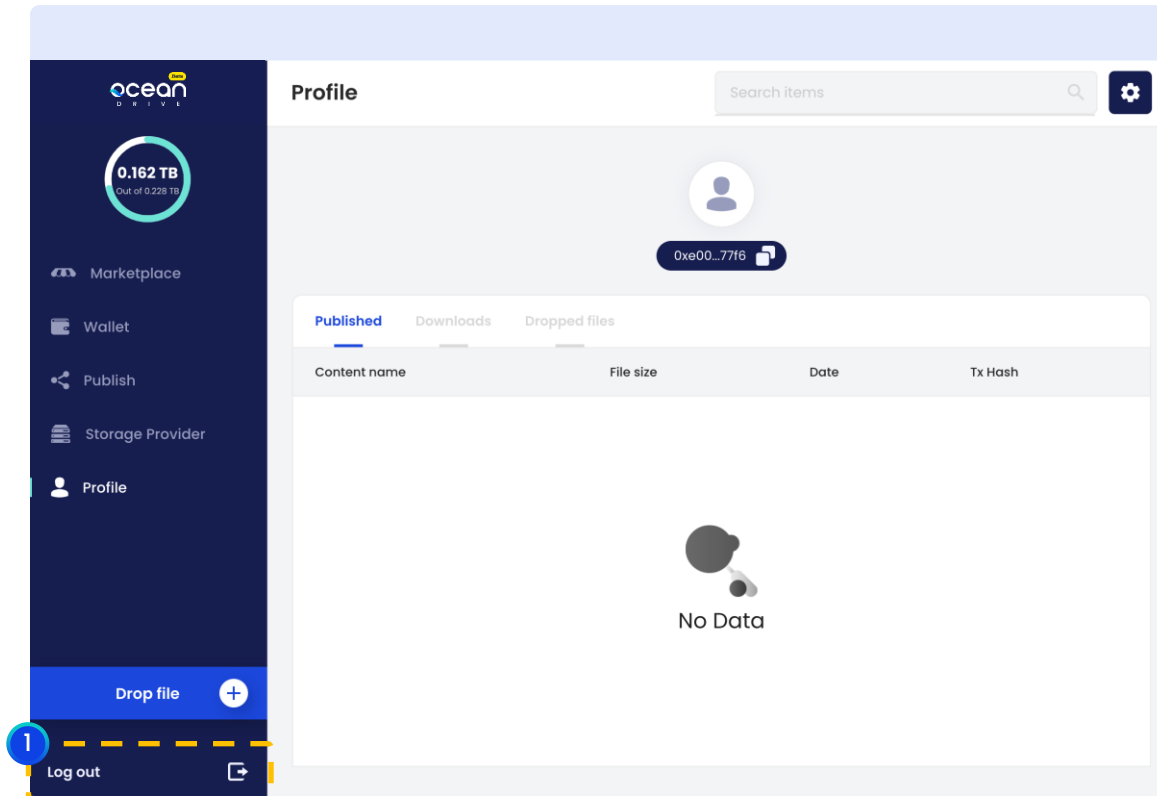 Beta
ocean
DRIVE
Profile
Search items
0.162 TB
Out of 0.228 TB
0xe00...77f6
Marketplace
Wallet
Publish
Storage Provider
Profile
Published Downloads Dropped files
Content name File size Date Tx Hash
No Data
Drop file
1
Log out